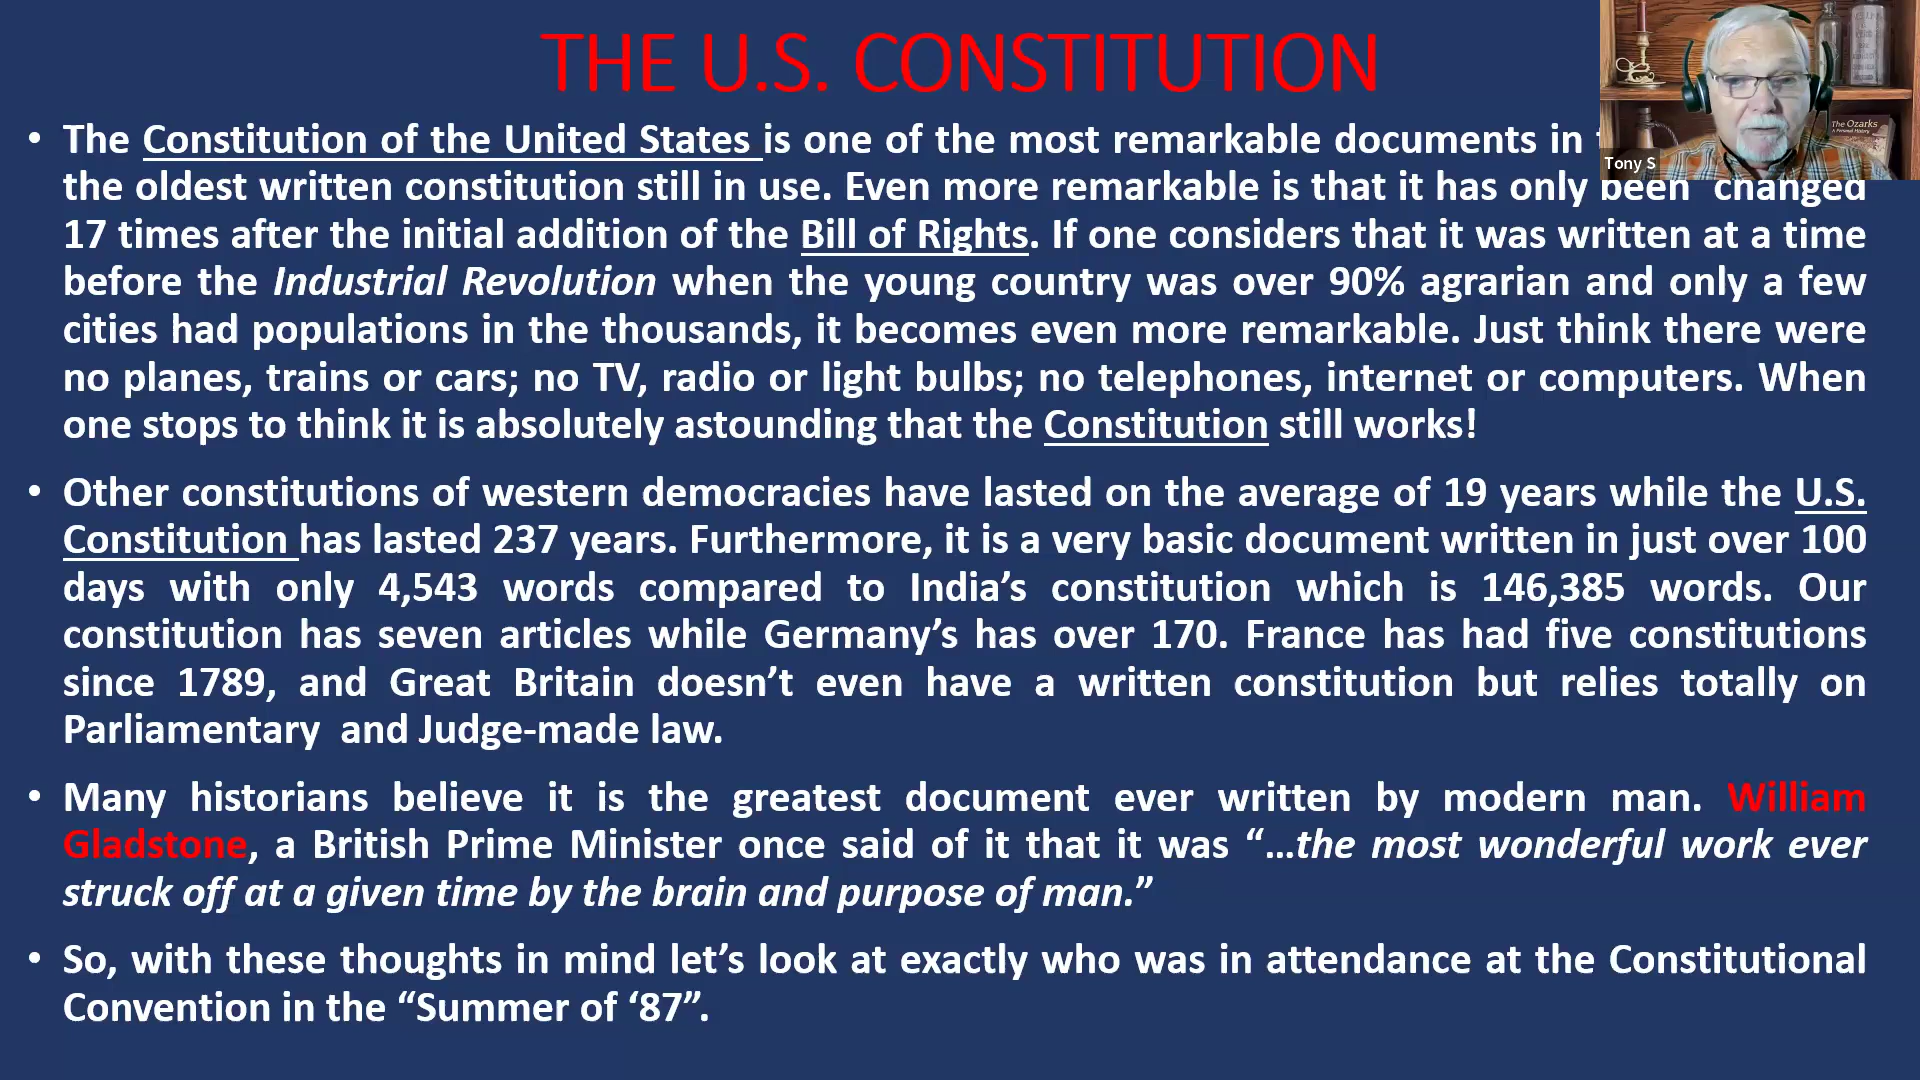 THE U.S. CONSTITUTION
• The Constitution of the United States is one of the most remarkable documents in
the oldest written constitution still in use. Even more remarkable is that it has only been changed
17 times after the initial addition of the Bill of Rights. If one considers that it was written at a time
before the Industrial Revolution when the young country was over 90% agrarian and only a few
cities had populations in the thousands, it becomes even more remarkable. Just think there were
no planes, trains or cars; no TV, radio or light bulbs; no telephones, internet or computers. When
one stops to think it is absolutely astounding that the Constitution still works!
• Other constitutions of western democracies have lasted on the average of 19 years while the U.S.
Constitution has lasted 237 years. Furthermore, it is a very basic document written in just over 100
days with only 4,543 words compared to India’s constitution which is 146,385 words. Our
constitution has seven articles while Germany’s has over 170. France has had five constitutions
since 1789, and Great Britain doesn’t even have a written constitution but relies totally on
Parliamentary and Judge-made law.
• Many historians believe it is the greatest document ever written by modern man. William
Gladstone, a British Prime Minister once said of it that it was “…the most wonderful work ever
struck off at a given time by the brain and purpose of man.”
• So, with these thoughts in mind let’s look at exactly who was in attendance at the Constitutional
Convention in the “Summer of ‘87”.
The Ozarks
Tony S